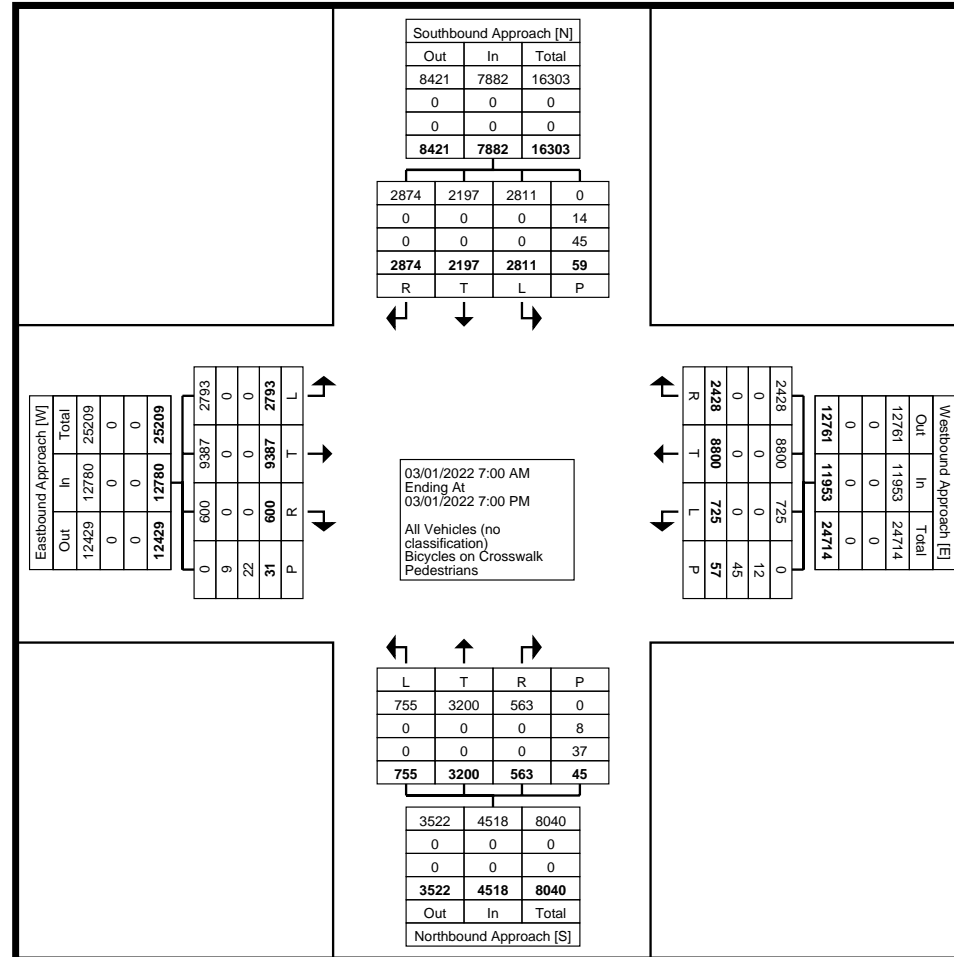 Southbound Approach [N]
Out In Total
8421 7882 16303
0 0 0
0 0 0
8421 7882 16303
2874 2197 2811 0
0 0 0 14
0 0 0 45
2874 2197 2811 59
R T L P
Eastbound Approach [W]
Total In Out
25209 12780 12429
0 0 0
0 0 0
25209 12780 12429
2793 9387 600 0
0 0 0 9
0 0 0 22
2793 9387 600 31
L T R P
03/01/2022 7:00 AM
Ending At
03/01/2022 7:00 PM
All Vehicles (no
classification)
Bicycles on Crosswalk
Pedestrians
Westbound Approach [E]
Out In Total
12761 11953 24714
0 0 0
0 0 0
12761 11953 24714
2428 8800 725 0
0 0 0 12
0 0 0 45
2428 8800 725 57
R T L P
L T R P
755 3200 563 0
0 0 0 8
0 0 0 37
755 3200 563 45
3522 4518 8040
0 0 0
0 0 0
3522 4518 8040
Out In Total
Northbound Approach [S]